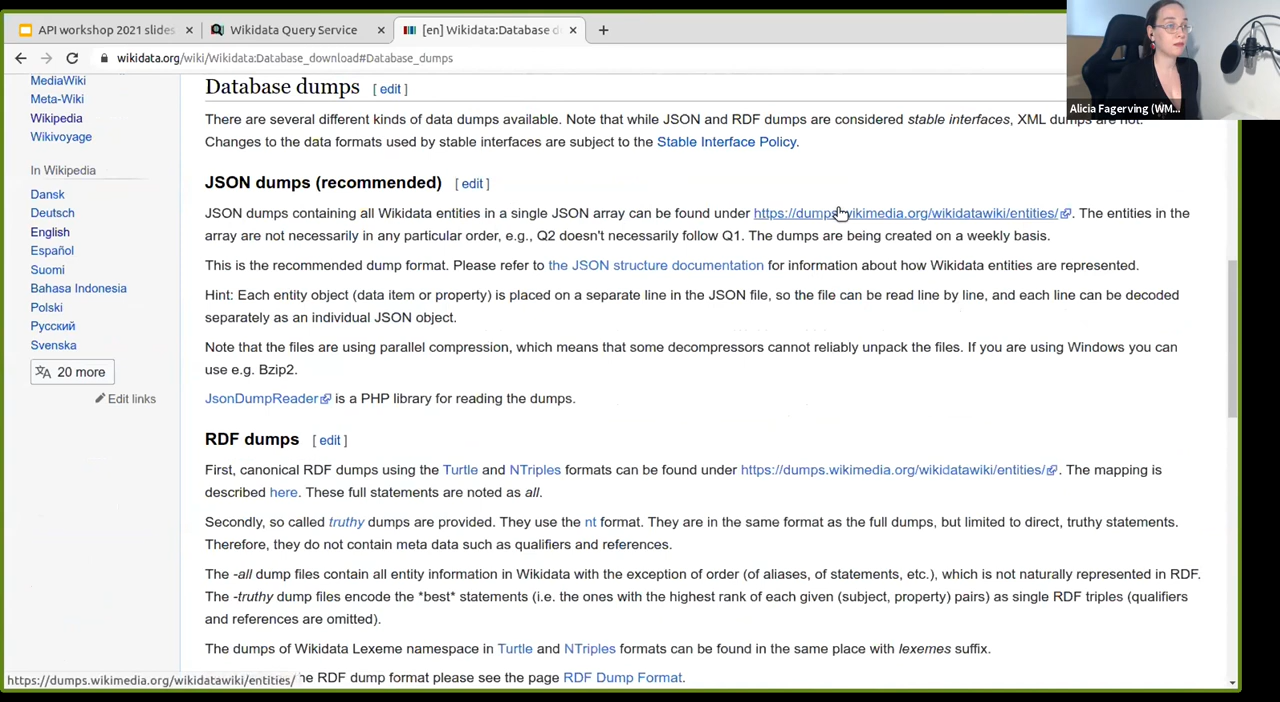 API workshop 2021 slides
Wikidata Query Service
[en] Wikidata:Database d
wikidata.org/wiki/Wikidata:Database_download#Database_dumps
Alicia Fagerving (WM...
MediaWiki
Meta-Wiki
Wikipedia
Wikivoyage
In Wikipedia
Dansk
Deutsch
English
Español
Suomi
Bahasa Indonesia
Polski
Русский
Svenska
20 more
Edit links
Database dumps [ edit ]
There are several different kinds of data dumps available. Note that while JSON and RDF dumps are considered stable interfaces, XML dumps are not.
Changes to the data formats used by stable interfaces are subject to the Stable Interface Policy.
JSON dumps (recommended) [ edit ]
JSON dumps containing all Wikidata entities in a single JSON array can be found under https://dumps.wikimedia.org/wikidatawiki/entities/. The entities in the
array are not necessarily in any particular order, e.g., Q2 doesn't necessarily follow Q1. The dumps are being created on a weekly basis.
This is the recommended dump format. Please refer to the JSON structure documentation for information about how Wikidata entities are represented.
Hint: Each entity object (data item or property) is placed on a separate line in the JSON file, so the file can be read line by line, and each line can be decoded
separately as an individual JSON object.
Note that the files are using parallel compression, which means that some decompressors cannot reliably unpack the files. If you are using Windows you can
use e.g. Bzip2.
JsonDumpReader is a PHP library for reading the dumps.
RDF dumps [ edit ]
First, canonical RDF dumps using the Turtle and NTriples formats can be found under https://dumps.wikimedia.org/wikidatawiki/entities/. The mapping is
described here. These full statements are noted as all.
Secondly, so called truthy dumps are provided. They use the nt format. They are in the same format as the full dumps, but limited to direct, truthy statements.
Therefore, they do not contain meta data such as qualifiers and references.
The -all dump files contain all entity information in Wikidata with the exception of order (of aliases, of statements, etc.), which is not naturally represented in RDF.
The -truthy dump files encode the *best* statements (i.e. the ones with the highest rank of each given (subject, property) pairs) as single RDF triples (qualifiers
and references are omitted).
The dumps of Wikidata Lexeme namespace in Turtle and NTriples formats can be found in the same place with lexemes suffix.
he RDF dump format please see the page RDF Dump Format.
https://dumps.wikimedia.org/wikidatawiki/entities/